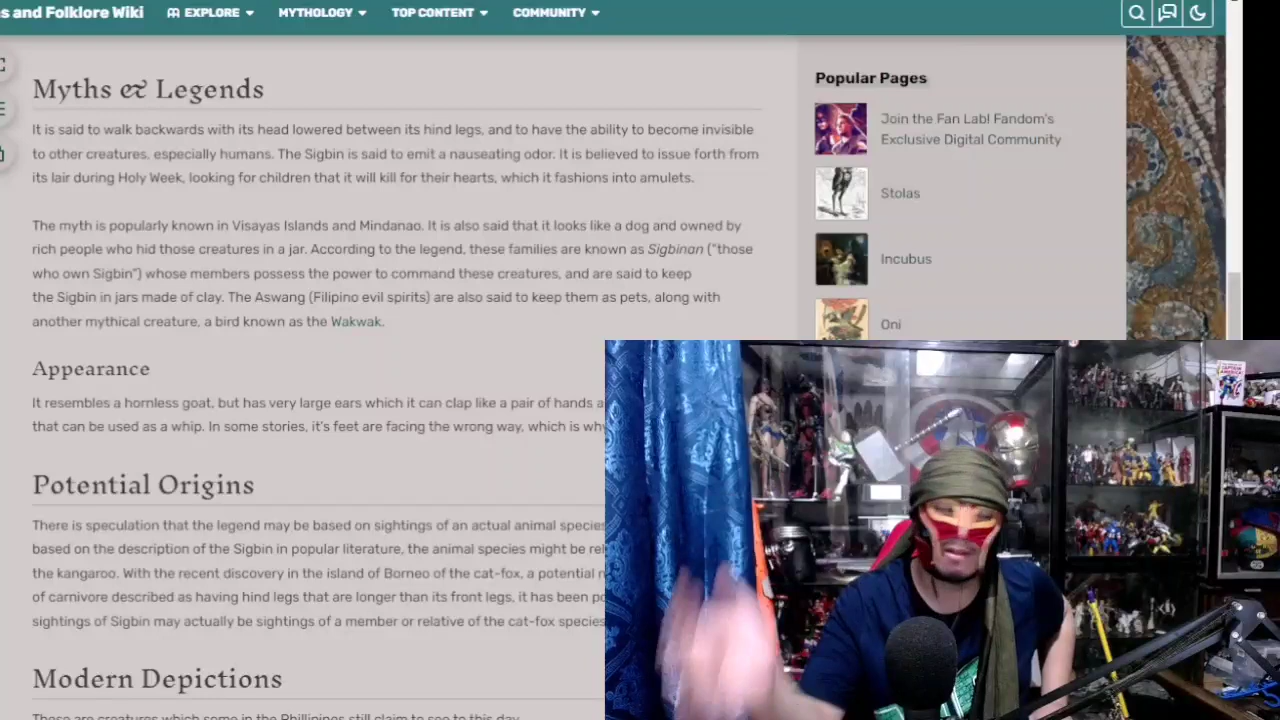 s and Folklore Wiki
EXPLORE
MYTHOLOGY
TOP CONTENT
COMMUNITY
Myths & Legends
It is said to walk backwards with its head lowered between its hind legs, and to have the ability to become invisible
to other creatures, especially humans. The Sigbin is said to emit a nauseating odor. It is believed to issue forth from
its lair during Holy Week, looking for children that it will kill for their hearts, which it fashions into amulets.
The myth is popularly known in Visayas Islands and Mindanao. It is also said that it looks like a dog and owned by
rich people who hid those creatures in a jar. According to the legend, these families are known as Sigbinan ("those
who own Sigbin") whose members possess the power to command these creatures, and are said to keep
the Sigbin in jars made of clay. The Aswang (Filipino evil spirits) are also said to keep them as pets, along with
another mythical creature, a bird known as the Wakwak.
Appearance
It resembles a hornless goat, but has very large ears which it can clap like a pair of hands a
that can be used as a whip. In some stories, it's feet are facing the wrong way, which is why
Potential Origins
There is speculation that the legend may be based on sightings of an actual animal species
based on the description of the Sigbin in popular literature, the animal species might be rel
the kangaroo. With the recent discovery in the island of Borneo of the cat-fox, a potential n
of carnivore described as having hind legs that are longer than its front legs, it has been po
sightings of Sigbin may actually be sightings of a member or relative of the cat-fox species
Modern Depictions
These are creatures which some in the Phillipines still claim to see to this day
Popular Pages
Join the Fan Lab! Fandom's
Exclusive Digital Community
Stolas
Incubus
Oni
CAPTAIN
AMERICA